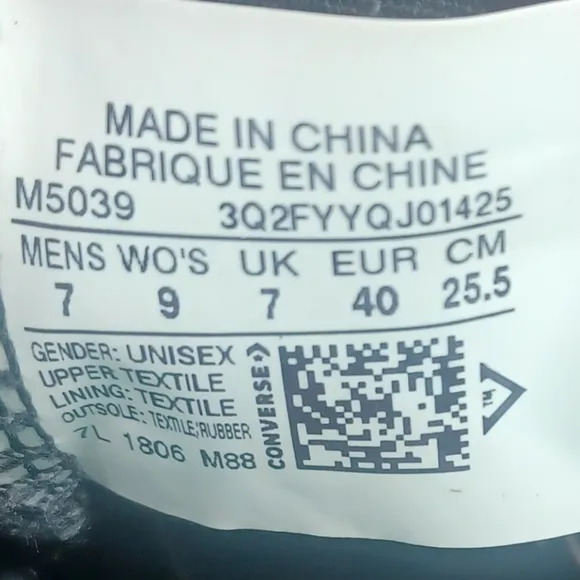 MADE IN CHINA
FABRIQUE EN CHINE
M5039 3Q2FYYQJ01425
MENS WO'S UK EUR CM
7 9 7 40 25.5
GENDER: UNISEX
UPPER: TEXTILE
LINING: TEXTILE
OUTSOLE: TEXTILE;RUBBER
7L 1806 M88
CONVERSE
TM